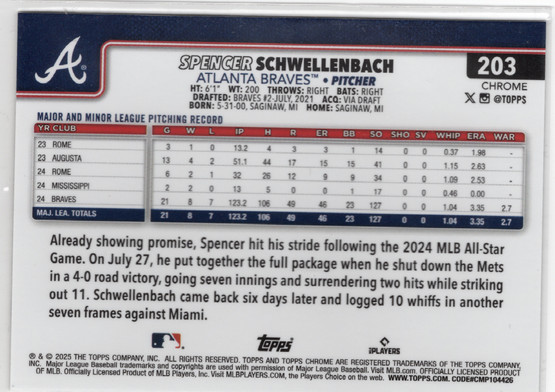 A
SPENCER SCHWELLENBACH
203
ATLANTA BRAVES™ • PITCHER
CHROME
HT: 6'1" WT: 200 THROWS: RIGHT BATS: RIGHT
X @TOPPS
DRAFTED: BRAVES #2-JULY, 2021 ACQ: VIA DRAFT
BORN: 5-31-00, SAGINAW, MI HOME: SAGINAW, MI
MAJOR AND MINOR LEAGUE PITCHING RECORD
YR CLUB G W L IP H R ER BB SO SHO SV WHIP ERA WAR
23 ROME 3 1 0 13.2 4 3 3 1 14 0 0 0.37 1.98 -
23 AUGUSTA 13 4 2 51.1 44 17 15 15 41 0 0 1.15 2.63 -
24 ROME 6 2 1 32 26 12 9 9 34 0 0 1.09 2.53 -
24 MISSISSIPPI 2 2 0 13 5 0 0 1 17 0 0 0.46 0.00 -
24 BRAVES 21 8 7 123.2 106 49 46 23 127 0 0 1.04 3.35 2.7
MAJ. LEA. TOTALS 21 8 7 123.2 106 49 46 23 127 0 0 1.04 3.35 2.7
Already showing promise, Spencer hit his stride following the 2024 MLB All-Star
Game. On July 27, he put together the full package when he shut down the Mets
in a 4-0 road victory, going seven innings and surrendering two hits while striking
out 11. Schwellenbach came back six days later and logged 10 whiffs in another
seven frames against Miami.
Topps
PLAYERS
® & © 2025 THE TOPPS COMPANY, INC. ALL RIGHTS RESERVED. TOPPS AND TOPPS CHROME ARE REGISTERED TRADEMARKS OF THE TOPPS COMPANY,
INC. Major League Baseball trademarks and copyrights are used with permission of Major League Baseball. Visit MLB.com. OFFICIALLY LICENSED PRODUCT
OF MLB. Officially Licensed Product of MLB Players, Inc. Visit MLBPLAYERS.com, the Players Choice on the web. WWW.TOPPS.COM. CODE#CMP104426